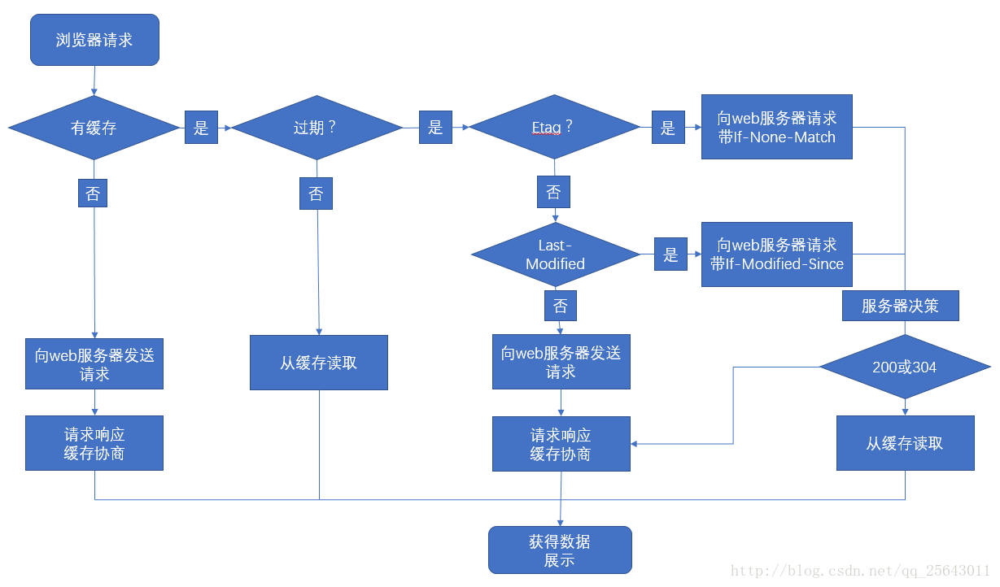 浏览器请求
有缓存
是
过期？
是
Etag？
是
向web服务器请求
带If-None-Match
否
否
否
Last-
Modified
是
向web服务器请求
带If-Modified-Since
否
服务器决策
向web服务器发送
请求
从缓存读取
向web服务器发送
请求
200或304
请求响应
缓存协商
请求响应
缓存协商
从缓存读取
获得数据
展示
http://blog.csdn.net/qq_25643011